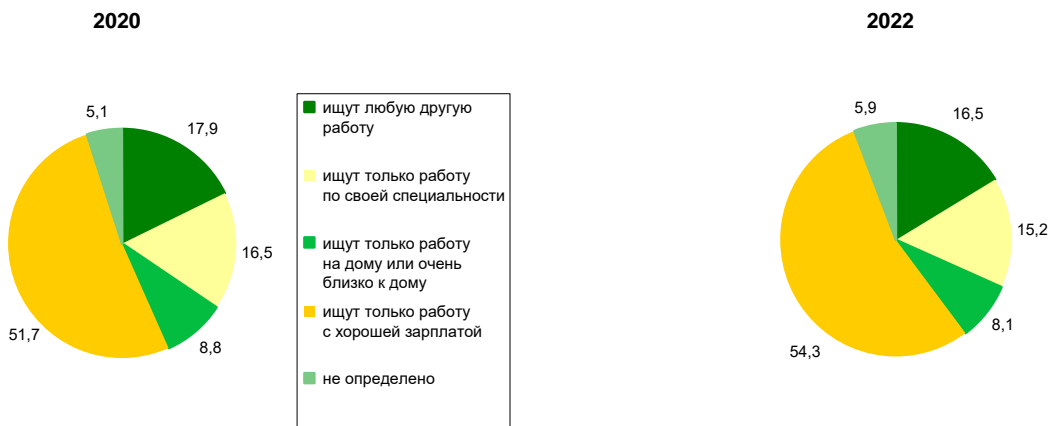 2020
5,1
17,9
16,5
8,8
51,7
ищут любую другую
работу
ищут только работу
по своей специальности
ищут только работу
на дому или очень
близко к дому
ищут только работу
с хорошей зарплатой
не определено
2022
5,9
16,5
15,2
8,1
54,3